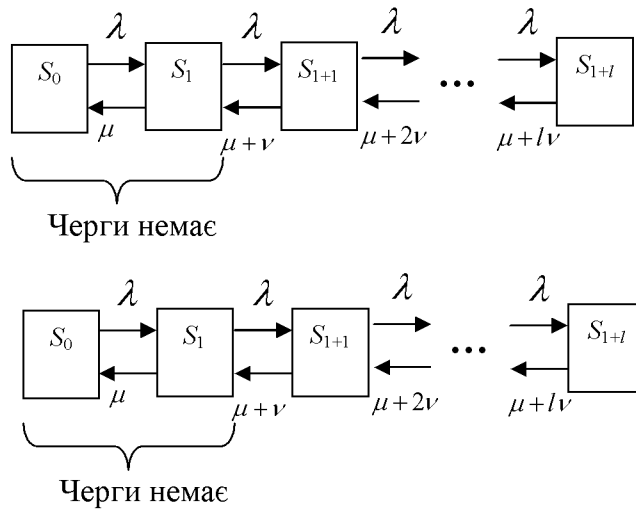 λ λ λ λ
S₀ S₁ S₁₊₁ ... S₁₊ₗ
μ μ+ν μ+2ν μ+lν
Черги немає
λ λ λ λ
S₀ S₁ S₁₊₁ ... S₁₊ₗ
μ μ+ν μ+2ν μ+lν
Черги немає